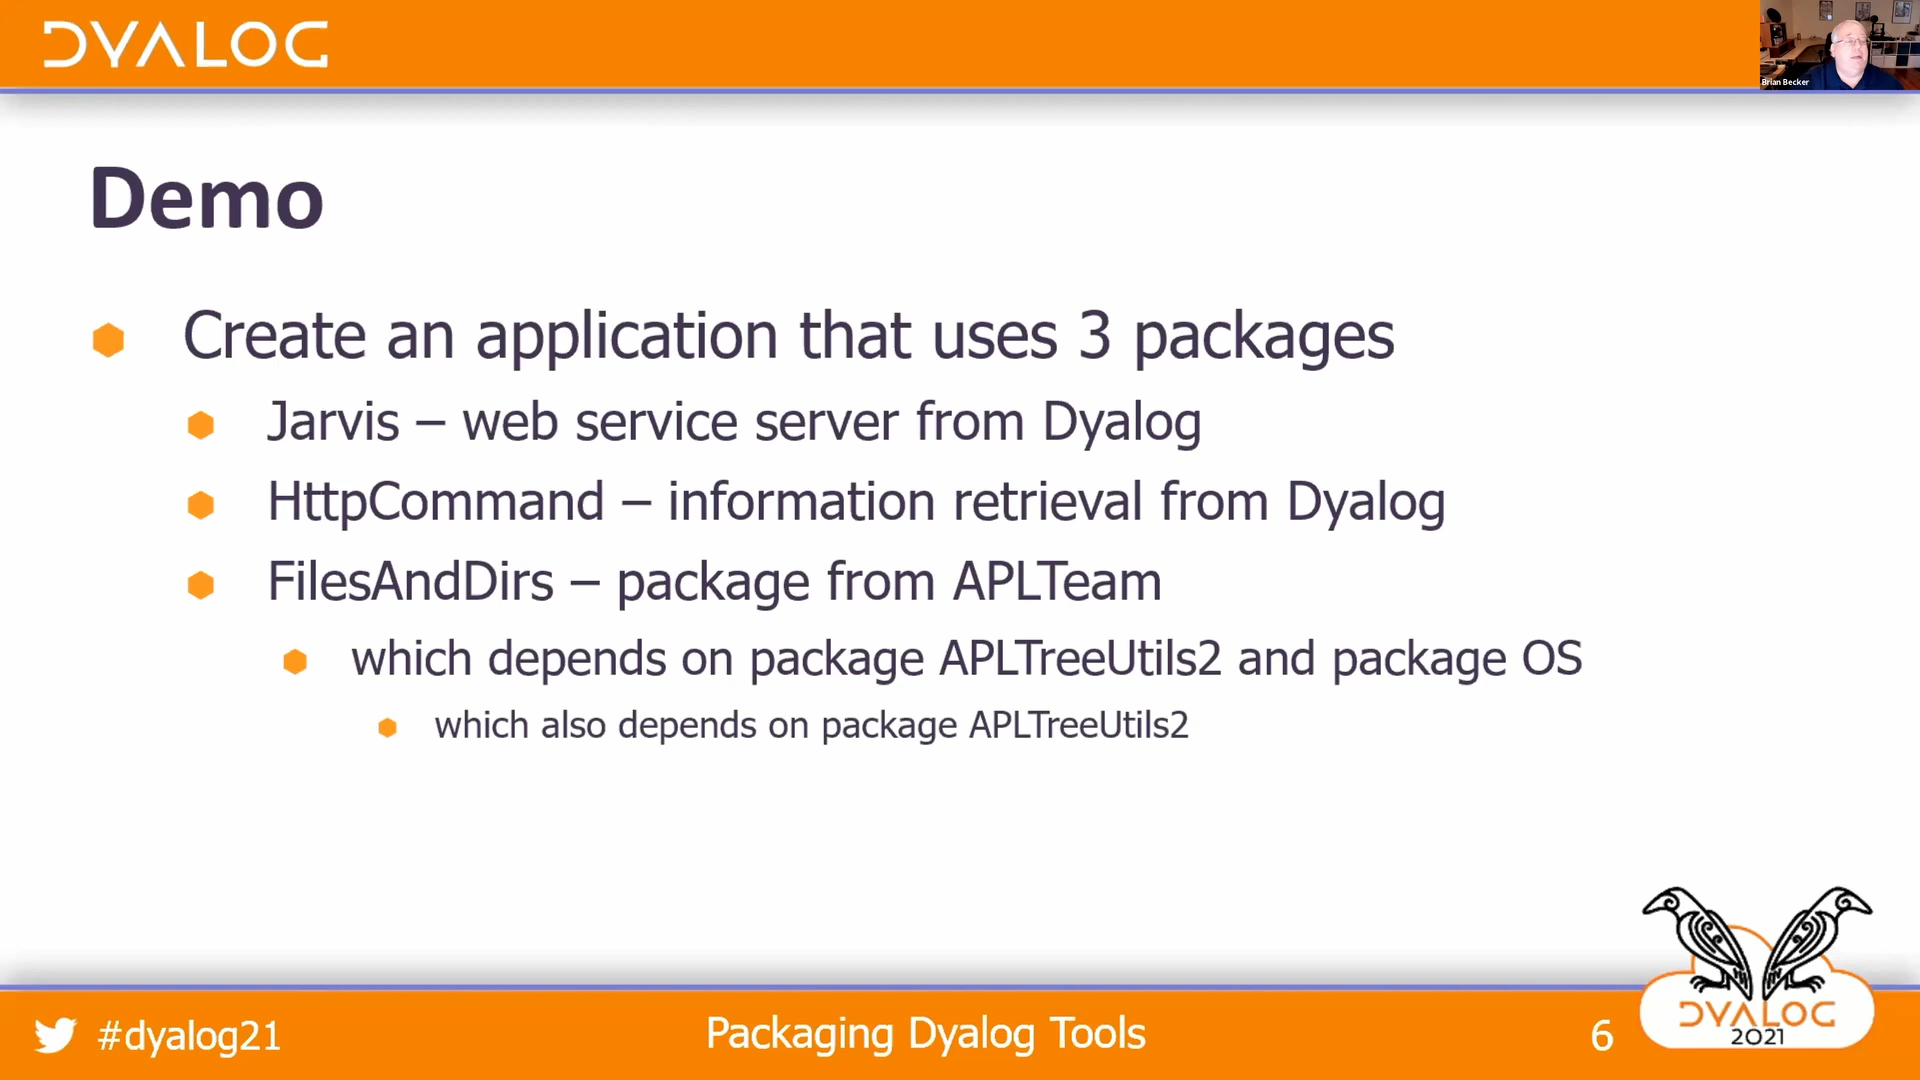 DYALOG
Brian Becker
Demo
Create an application that uses 3 packages
Jarvis – web service server from Dyalog
HttpCommand – information retrieval from Dyalog
FilesAndDirs – package from APLTeam
which depends on package APLTreeUtils2 and package OS
which also depends on package APLTreeUtils2
#dyalog21
Packaging Dyalog Tools
6
DYALOG
2021